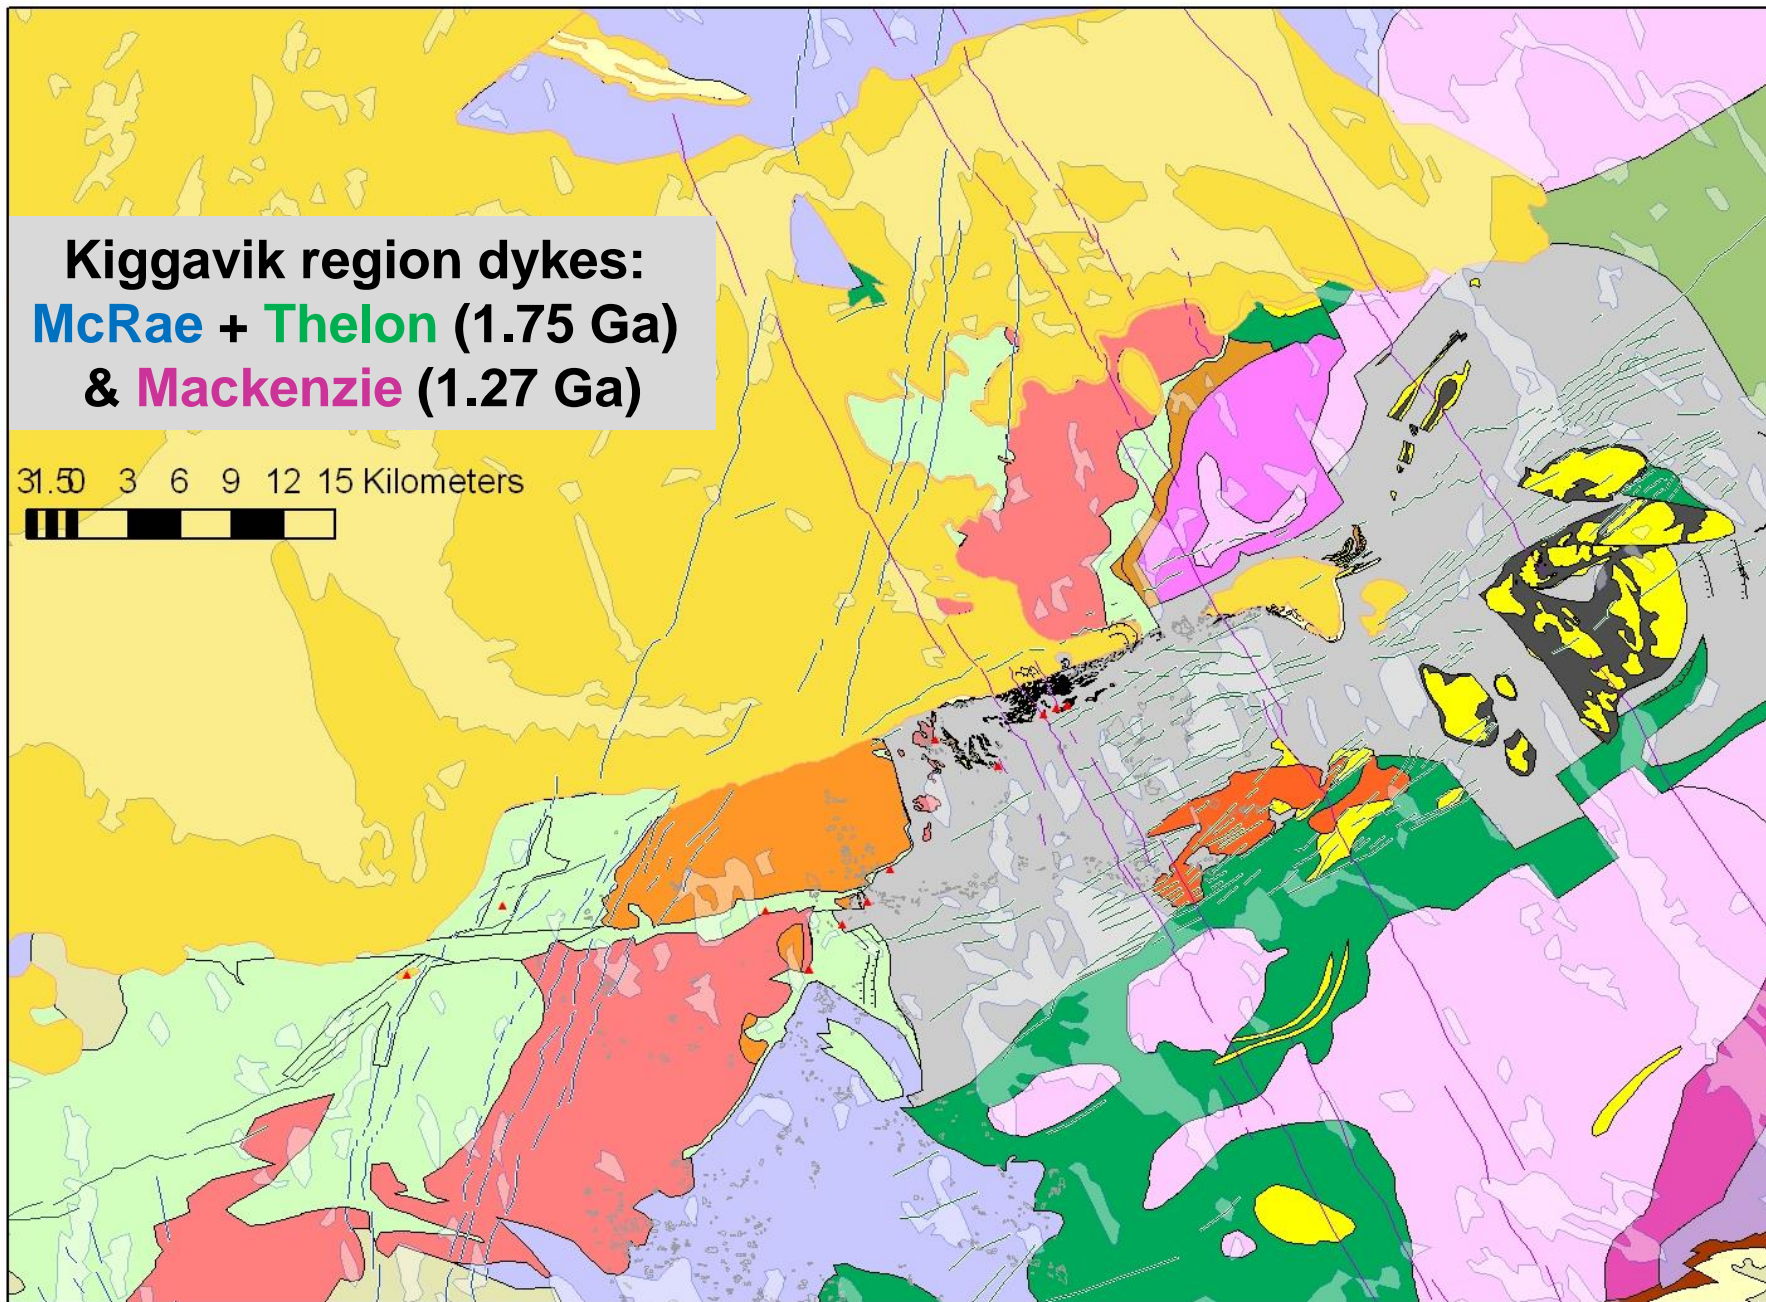 Kiggavik region dykes:
McRae + Thelon (1.75 Ga)
& Mackenzie (1.27 Ga)
31.50 3 6 9 12 15 Kilometers